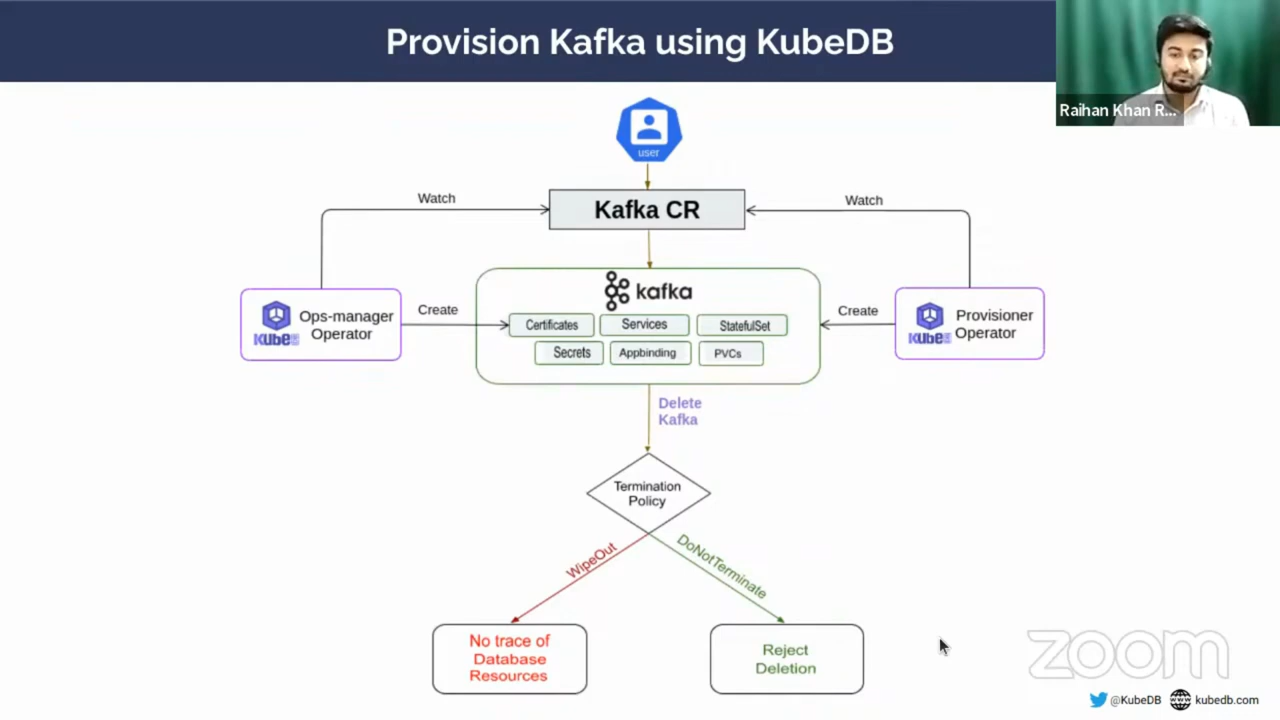 Provision Kafka using KubeDB
Raihan Khan R...
user
Watch
Kafka CR
Watch
kafka
Ops-manager
Operator
Create
Certificates
Services
StatefulSet
Secrets
Appbinding
PVCs
Create
Provisioner
Operator
Delete
Kafka
Termination
Policy
WipeOut
DoNotTerminate
No trace of
Database
Resources
Reject
Deletion
zoom
@KubeDB
kubedb.com